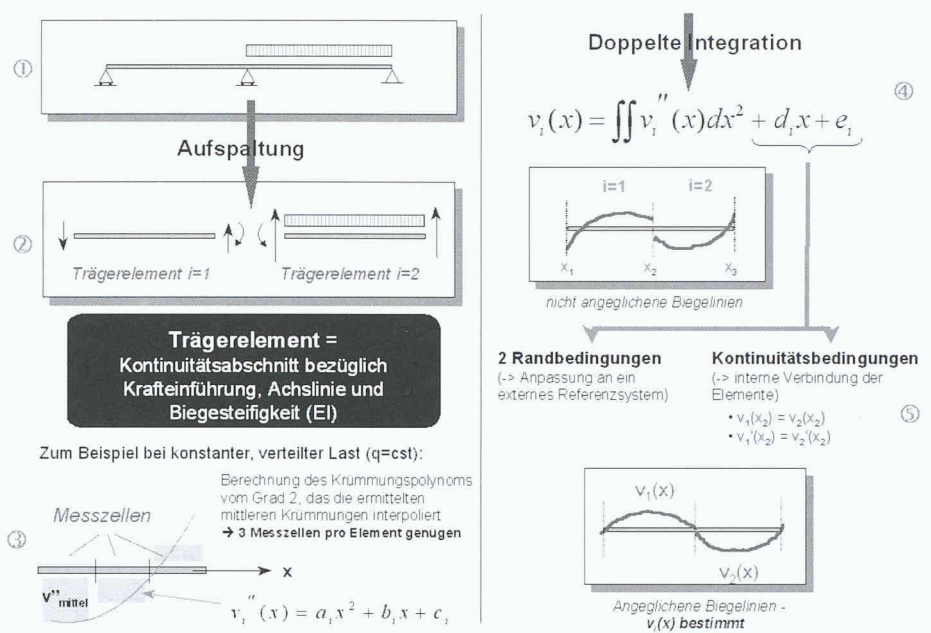 ①
Aufspaltung
②
Trägerelement i=1
Trägerelement i=2
Trägerelement =
Kontinuitätsabschnitt bezüglich
Krafteinführung, Achslinie und
Biegesteifigkeit (EI)
Zum Beispiel bei konstanter, verteilter Last (q=cst):
Berechnung des Krümmungspolynoms
vom Grad 2, das die ermittelten
mittleren Krümmungen interpoliert
→ 3 Messzellen pro Element genügen
Messzellen
③
x
v''mittel
vᵢ''(x) = aᵢx² + bᵢx + cᵢ
Doppelte Integration
④
vᵢ(x) = ∬ vᵢ''(x)dx² + dᵢx + eᵢ
i=1 i=2
x₁ x₂ x₃
nicht angeglichene Biegelinien
2 Randbedingungen
(-> Anpassung an ein
externes Referenzsystem)
Kontinuitätsbedingungen
(-> interne Verbindung der
Elemente)
• v₁(x₂) = v₂(x₂)
• v₁'(x₂) = v₂'(x₂)
⑤
v₁(x)
v₂(x)
Angeglichene Biegelinien -
vᵢ(x) bestimmt